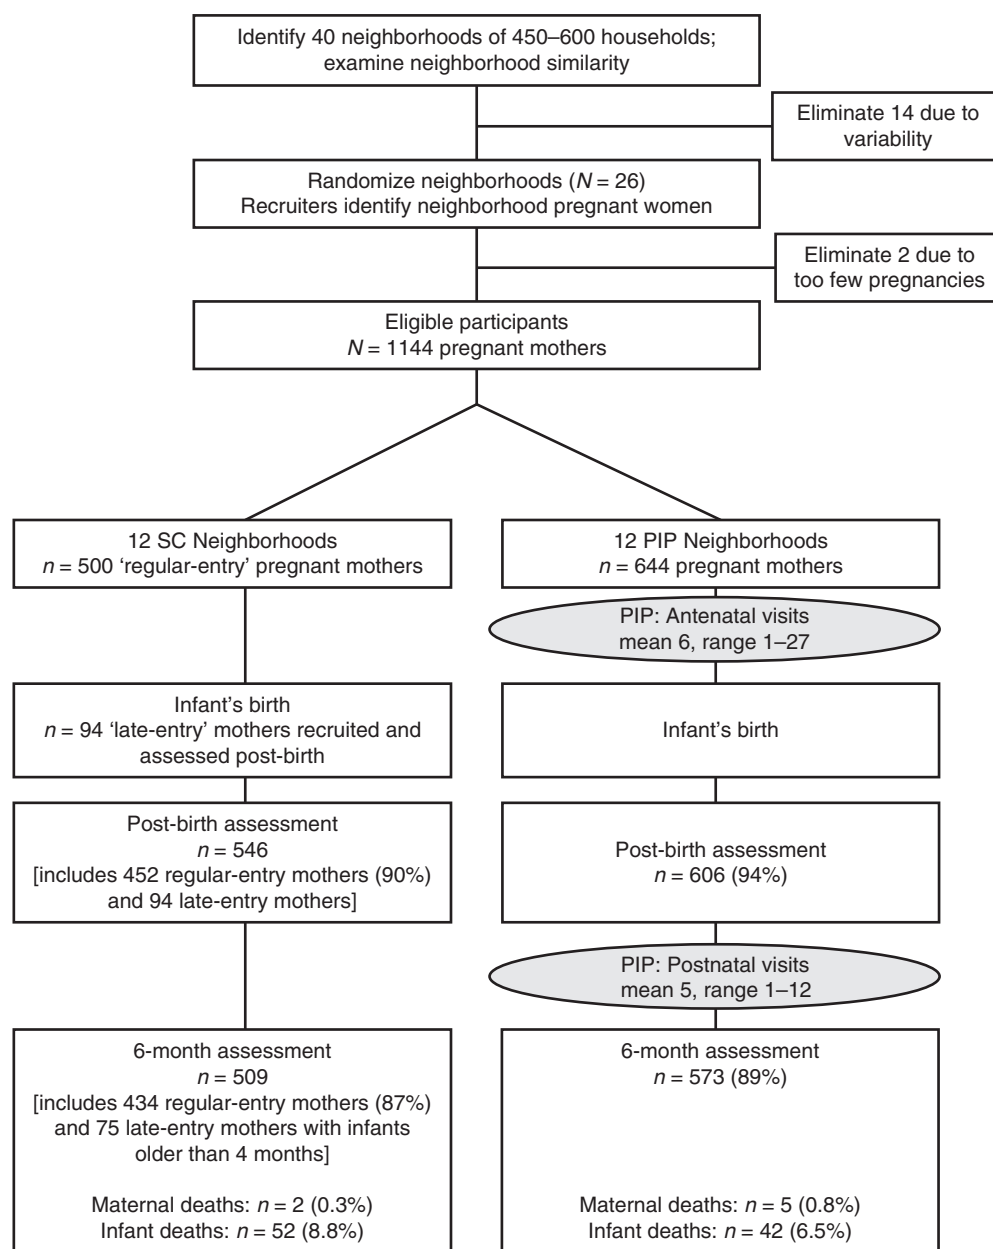 Identify 40 neighborhoods of 450–600 households;
examine neighborhood similarity
Eliminate 14 due to
variability
Randomize neighborhoods (N = 26)
Recruiters identify neighborhood pregnant women
Eliminate 2 due to
too few pregnancies
Eligible participants
N = 1144 pregnant mothers
12 SC Neighborhoods
n = 500 ‘regular-entry’ pregnant mothers
12 PIP Neighborhoods
n = 644 pregnant mothers
PIP: Antenatal visits
mean 6, range 1–27
Infant’s birth
n = 94 ‘late-entry’ mothers recruited and
assessed post-birth
Infant’s birth
Post-birth assessment
n = 546
[includes 452 regular-entry mothers (90%)
and 94 late-entry mothers]
Post-birth assessment
n = 606 (94%)
PIP: Postnatal visits
mean 5, range 1–12
6-month assessment
n = 509
[includes 434 regular-entry mothers (87%)
and 75 late-entry mothers with infants
older than 4 months]
Maternal deaths: n = 2 (0.3%)
Infant deaths: n = 52 (8.8%)
6-month assessment
n = 573 (89%)
Maternal deaths: n = 5 (0.8%)
Infant deaths: n = 42 (6.5%)